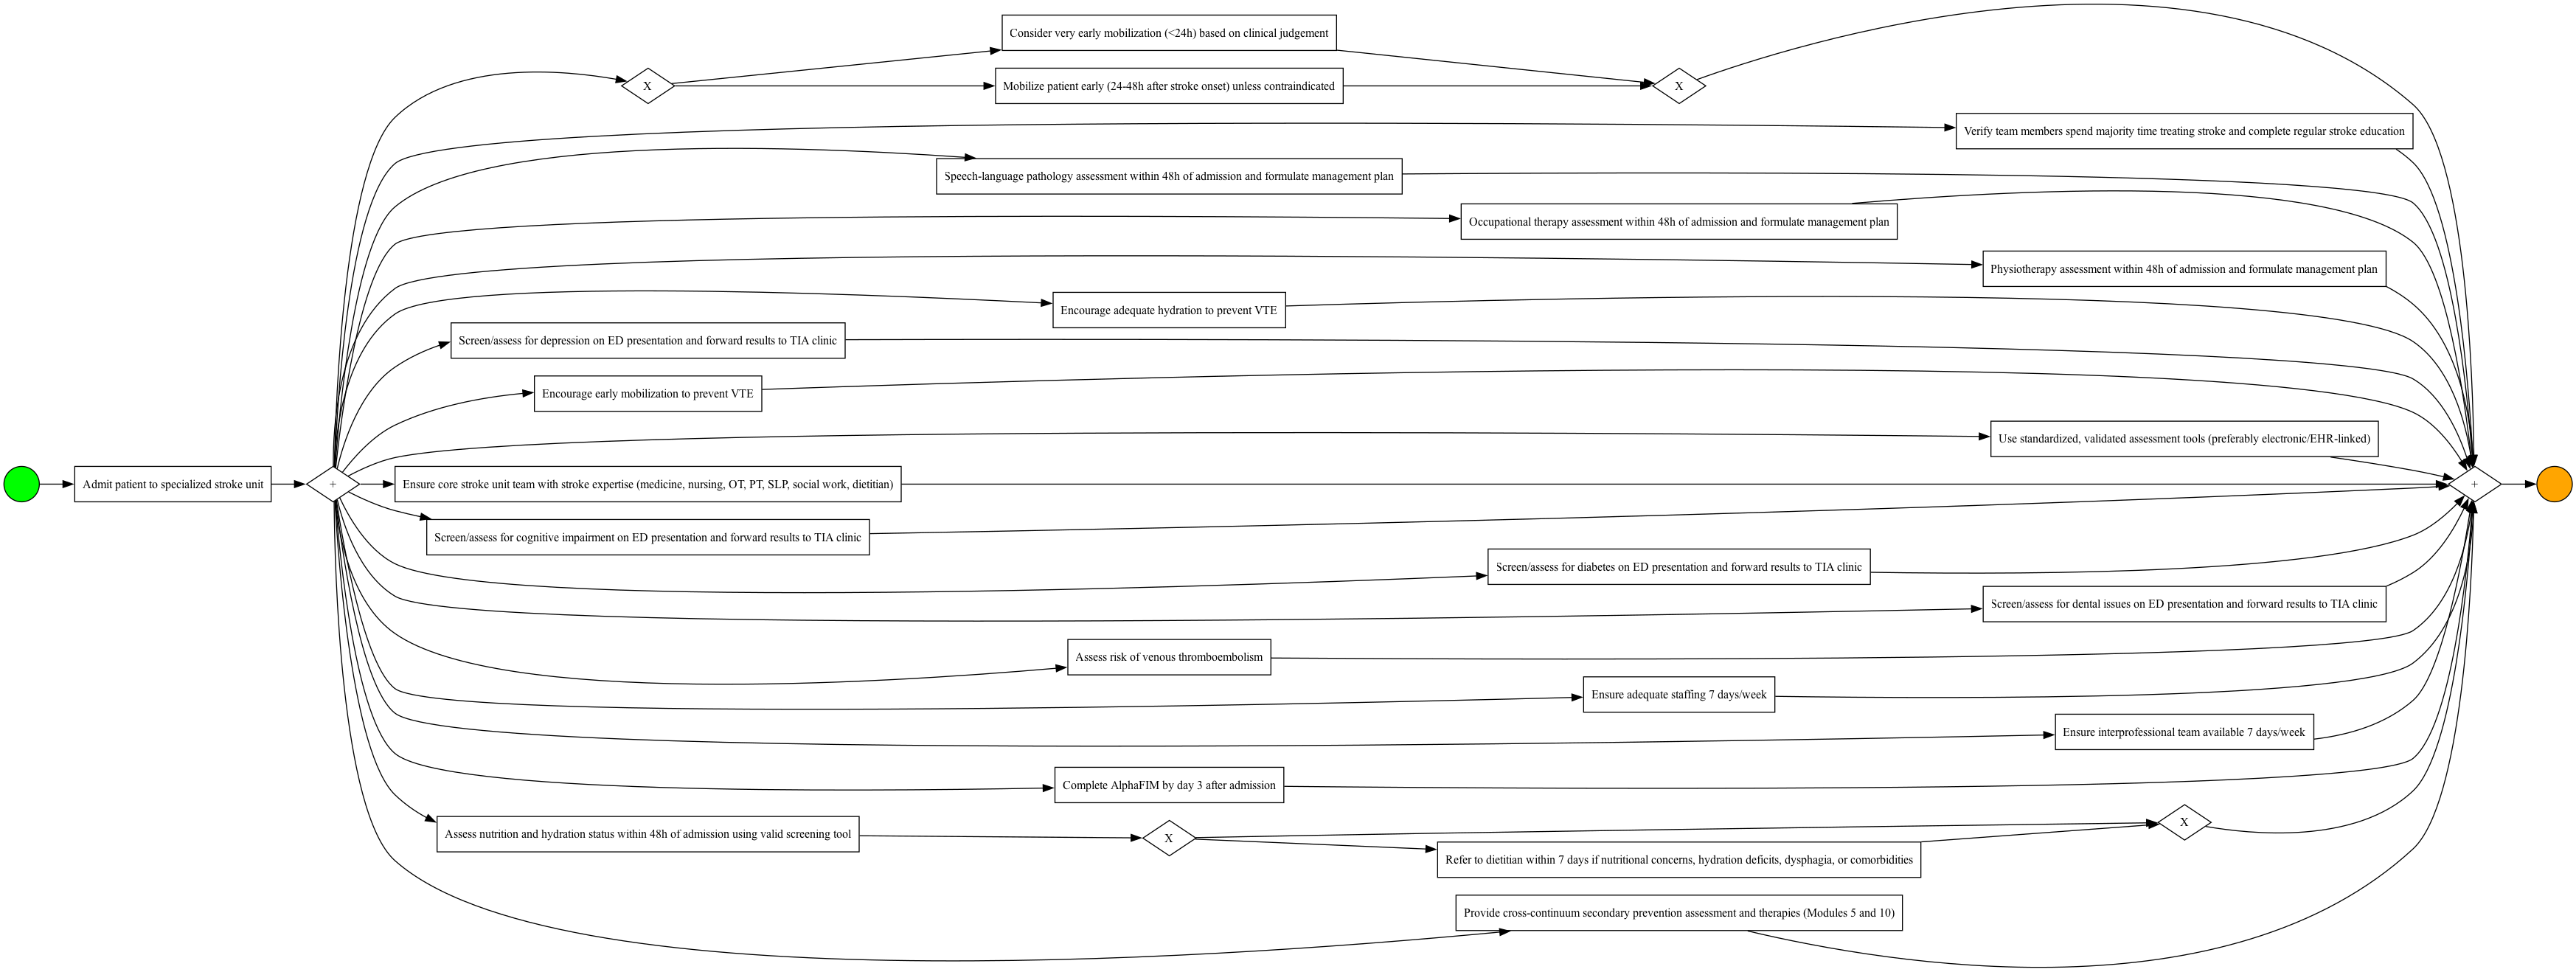 Consider very early mobilization (<24h) based on clinical judgement
X
Mobilize patient early (24-48h after stroke onset) unless contraindicated
X
Verify team members spend majority time treating stroke and complete regular stroke education
Speech-language pathology assessment within 48h of admission and formulate management plan
Occupational therapy assessment within 48h of admission and formulate management plan
Physiotherapy assessment within 48h of admission and formulate management plan
Encourage adequate hydration to prevent VTE
Screen/assess for depression on ED presentation and forward results to TIA clinic
Encourage early mobilization to prevent VTE
Use standardized, validated assessment tools (preferably electronic/EHR-linked)
Admit patient to specialized stroke unit
+
Ensure core stroke unit team with stroke expertise (medicine, nursing, OT, PT, SLP, social work, dietitian)
+
Screen/assess for cognitive impairment on ED presentation and forward results to TIA clinic
Screen/assess for diabetes on ED presentation and forward results to TIA clinic
Screen/assess for dental issues on ED presentation and forward results to TIA clinic
Assess risk of venous thromboembolism
Ensure adequate staffing 7 days/week
Ensure interprofessional team available 7 days/week
Complete AlphaFIM by day 3 after admission
Assess nutrition and hydration status within 48h of admission using valid screening tool
X
X
Refer to dietitian within 7 days if nutritional concerns, hydration deficits, dysphagia, or comorbidities
Provide cross-continuum secondary prevention assessment and therapies (Modules 5 and 10)